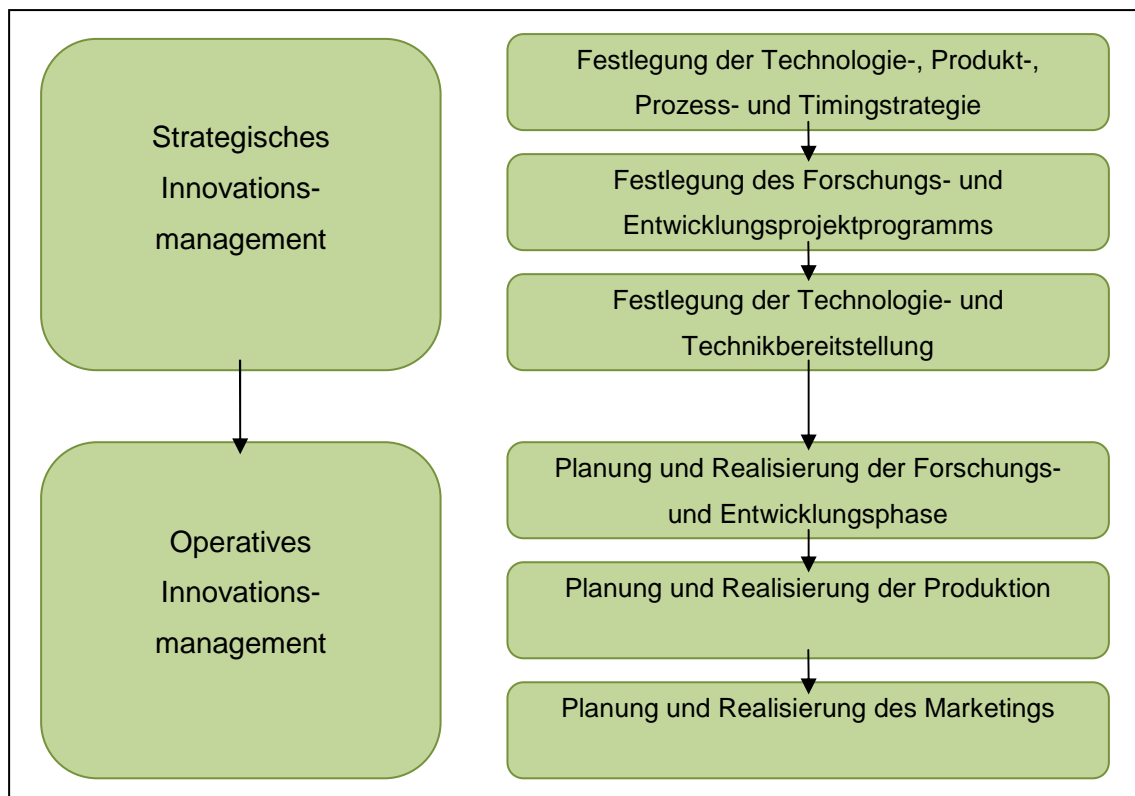 Strategisches
Innovations-
management
Festlegung der Technologie-, Produkt-,
Prozess- und Timingstrategie
Festlegung des Forschungs- und
Entwicklungsprojektprogramms
Festlegung der Technologie- und
Technikbereitstellung
Operatives
Innovations-
management
Planung und Realisierung der Forschungs-
und Entwicklungsphase
Planung und Realisierung der Produktion
Planung und Realisierung des Marketings